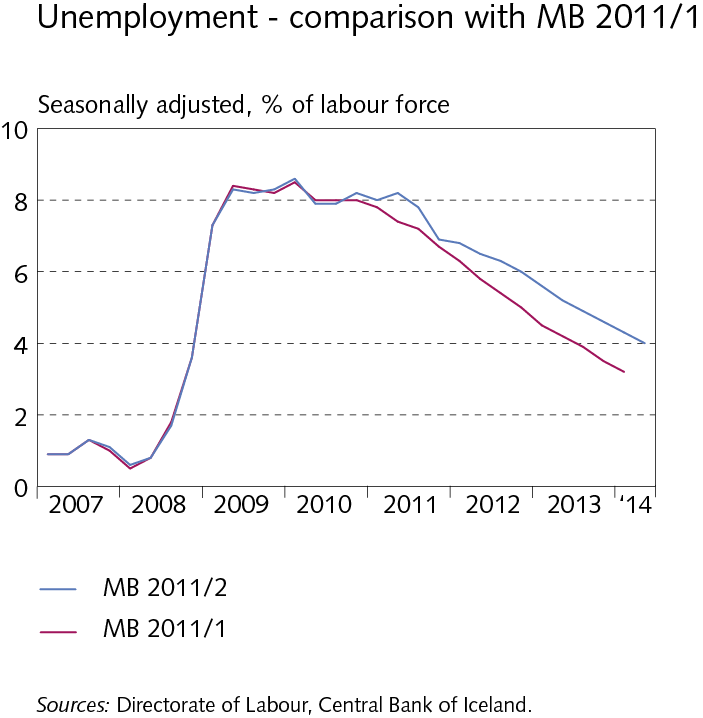 Unemployment - comparison with MB 2011/1
Seasonally adjusted, % of labour force
10
8
6
4
2
0
2007 2008 2009 2010 2011 2012 2013 ‘14
MB 2011/2
MB 2011/1
Sources: Directorate of Labour, Central Bank of Iceland.